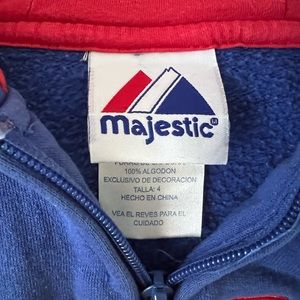 majestic
100% ALGODON
EXCLUSIVO DE DECORACION
TALLA: 4
HECHO EN CHINA
VEA EL REVES PARA EL
CUIDADO